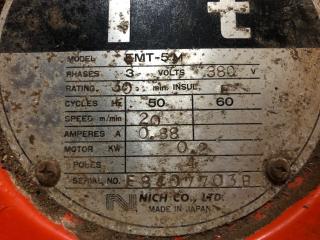 t
MODEL EMT-5M
PHASES 3 VOLTS 380 V
RATING 30 min. INSUL. E
CYCLES Hz 50 60
SPEED m/min 20
AMPERES A 0.88
MOTOR KW 0.2
POLES 4
SERIAL NO.
NICH CO., LTD.
MADE IN JAPAN